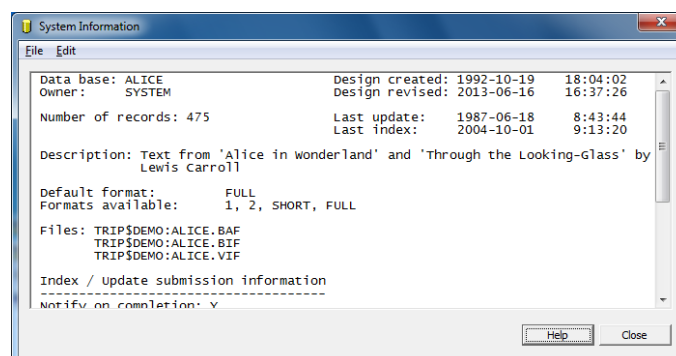 System Information
File Edit
Data base: ALICE Design created: 1992-10-19 18:04:02
Owner: SYSTEM Design revised: 2013-06-16 16:37:26
Number of records: 475 Last update: 1987-06-18 8:43:44
Last index: 2004-10-01 9:13:20
Description: Text from 'Alice in Wonderland' and 'Through the Looking-Glass' by
Lewis Carroll
Default format: FULL
Formats available: 1, 2, SHORT, FULL
Files: TRIP$DEMO:ALICE.BAF
TRIP$DEMO:ALICE.BIF
TRIP$DEMO:ALICE.VIF
Index / Update submission information
-------------------------------------
Notify on completion: Y
Help Close